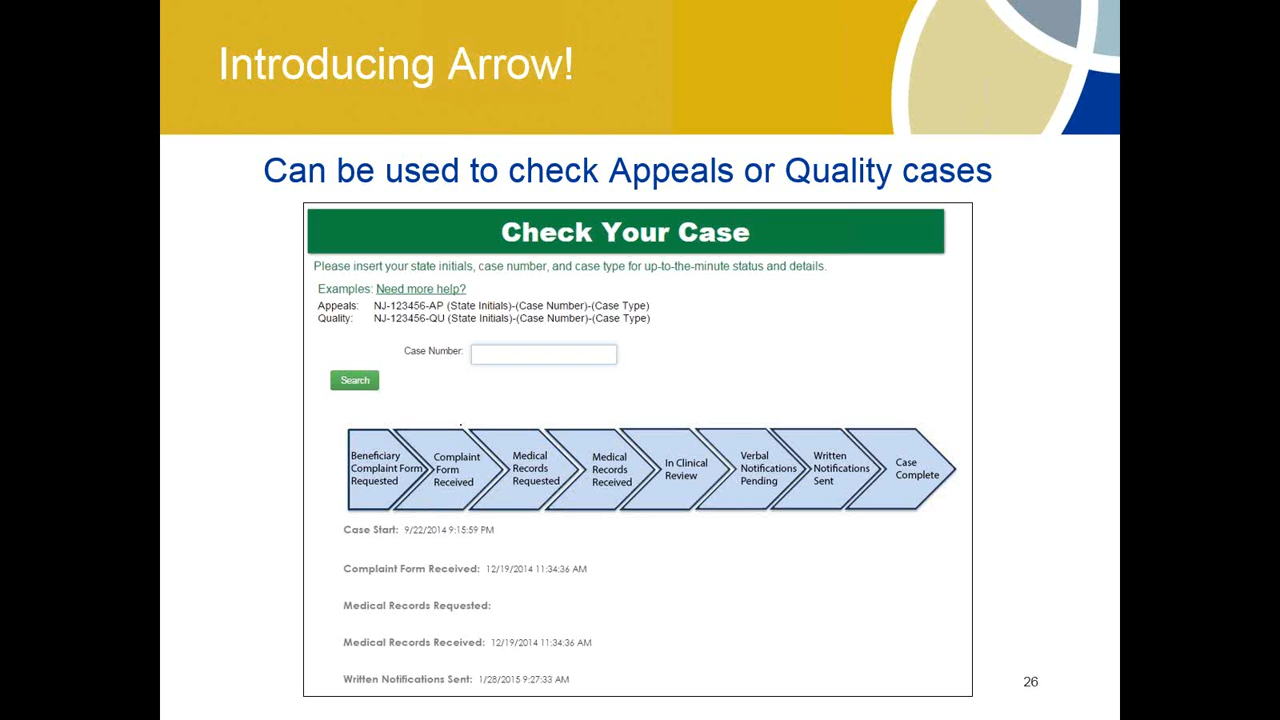 Introducing Arrow!
Can be used to check Appeals or Quality cases
Check Your Case
Please insert your state initials, case number, and case type for up-to-the-minute status and details.
Examples: Need more help?
Appeals: NJ-123456-AP (State Initials)-(Case Number)-(Case Type)
Quality: NJ-123456-QU (State Initials)-(Case Number)-(Case Type)
Case Number:
Search
Beneficiary
Complaint Form
Requested
Complaint
Form
Received
Medical
Records
Requested
Medical
Records
Received
In Clinical
Review
Verbal
Notifications
Pending
Written
Notifications
Sent
Case
Complete
Case Start: 9/22/2014 9:15:59 PM
Complaint Form Received: 12/19/2014 11:34:36 AM
Medical Records Requested:
Medical Records Received: 12/19/2014 11:34:36 AM
Written Notifications Sent: 1/28/2015 9:27:33 AM
26